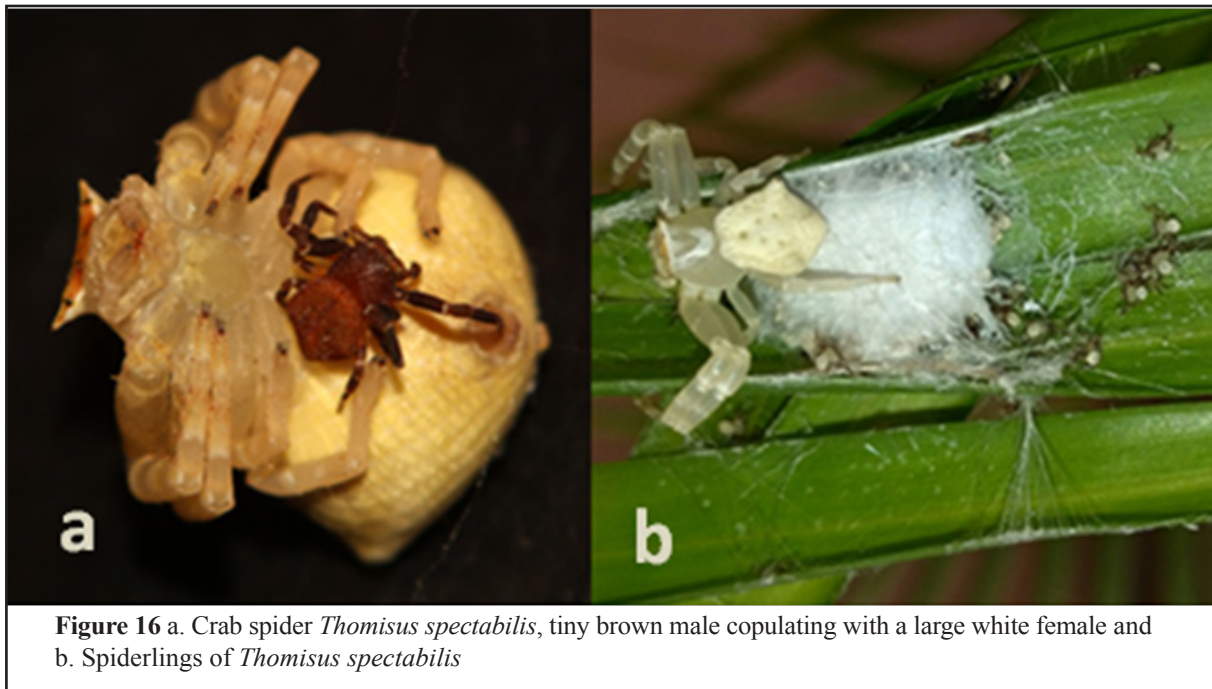 a
b
Figure 16 a. Crab spider Thomisus spectabilis, tiny brown male copulating with a large white female and
b. Spiderlings of Thomisus spectabilis